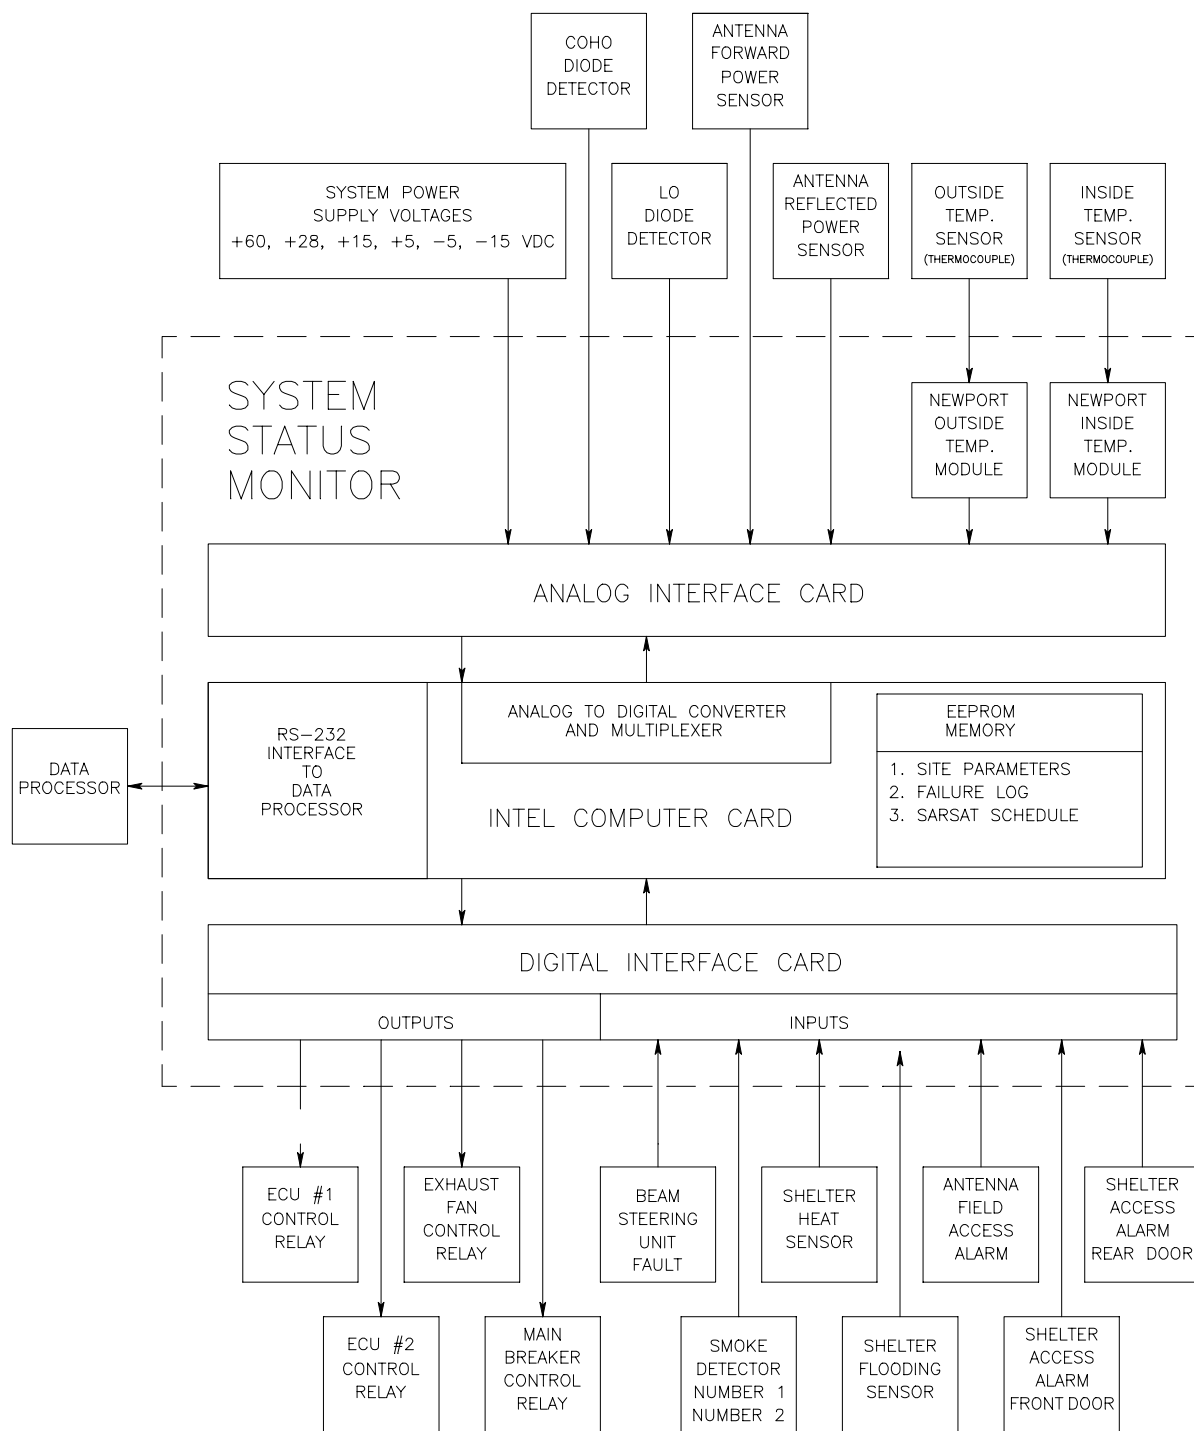 COHO
DIODE
DETECTOR
ANTENNA
FORWARD
POWER
SENSOR
SYSTEM POWER
SUPPLY VOLTAGES
+60, +28, +15, +5, −5, −15 VDC
LO
DIODE
DETECTOR
ANTENNA
REFLECTED
POWER
SENSOR
OUTSIDE
TEMP.
SENSOR
(THERMOCOUPLE)
INSIDE
TEMP.
SENSOR
(THERMOCOUPLE)
SYSTEM
STATUS
MONITOR
NEWPORT
OUTSIDE
TEMP.
MODULE
NEWPORT
INSIDE
TEMP.
MODULE
ANALOG INTERFACE CARD
DATA
PROCESSOR
RS−232
INTERFACE
TO
DATA
PROCESSOR
ANALOG TO DIGITAL CONVERTER
AND MULTIPLEXER
INTEL COMPUTER CARD
EEPROM
MEMORY
1. SITE PARAMETERS
2. FAILURE LOG
3. SARSAT SCHEDULE
DIGITAL INTERFACE CARD
OUTPUTS
INPUTS
ECU #1
CONTROL
RELAY
EXHAUST
FAN
CONTROL
RELAY
BEAM
STEERING
UNIT
FAULT
SHELTER
HEAT
SENSOR
ANTENNA
FIELD
ACCESS
ALARM
SHELTER
ACCESS
ALARM
REAR DOOR
ECU #2
CONTROL
RELAY
MAIN
BREAKER
CONTROL
RELAY
SMOKE
DETECTOR
NUMBER 1
NUMBER 2
SHELTER
FLOODING
SENSOR
SHELTER
ACCESS
ALARM
FRONT DOOR